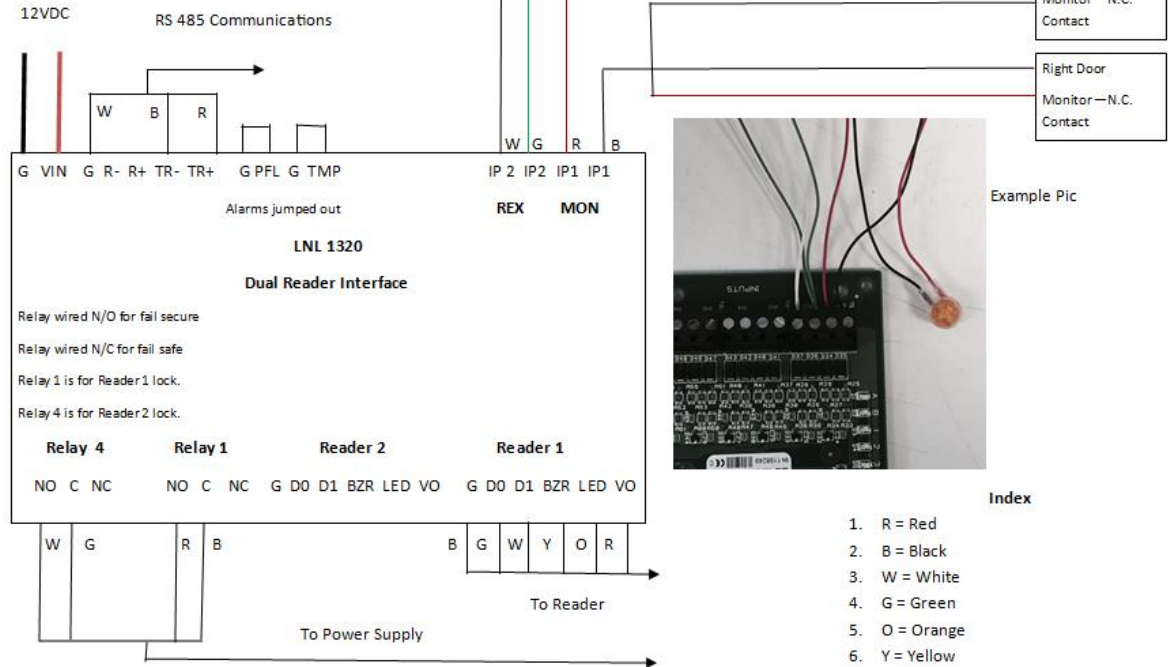 12VDC
RS 485 Communications
Monitor—N.C.
Contact
Right Door
Monitor—N.C.
Contact
W B R
W G R B
G VIN G R- R+ TR- TR+ G PFL G TMP IP 2 IP2 IP1 IP1
Alarms jumped out REX MON
LNL 1320
Dual Reader Interface
Relay wired N/O for fail secure
Relay wired N/C for fail safe
Relay 1 is for Reader 1 lock.
Relay 4 is for Reader 2 lock.
Relay 4 Relay 1 Reader 2 Reader 1
NO C NC NO C NC G D0 D1 BZR LED VO G D0 D1 BZR LED VO
W G R B B G W Y O R
To Reader
To Power Supply
Example Pic
INPUTS
Index
1. R = Red
2. B = Black
3. W = White
4. G = Green
5. O = Orange
6. Y = Yellow